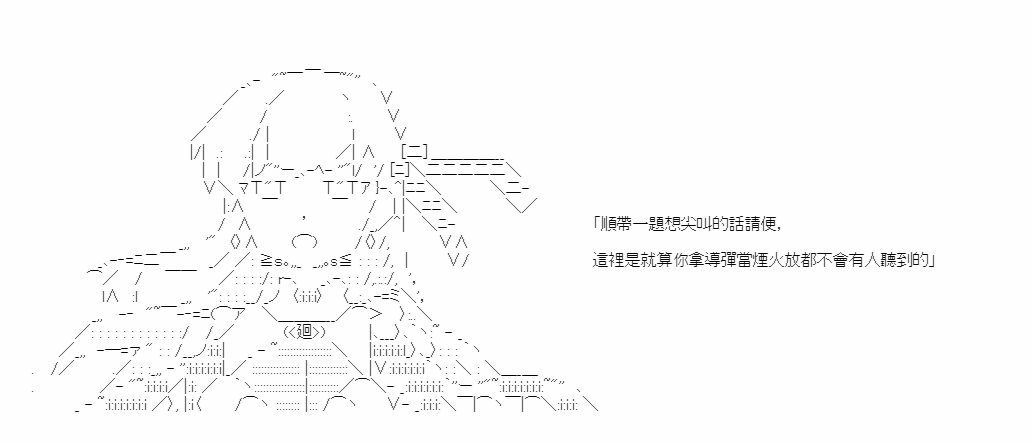 「順帶一題想尖叫的話請便,
這裡是就算你拿導彈當煙火放都不會有人聽到的」
廻